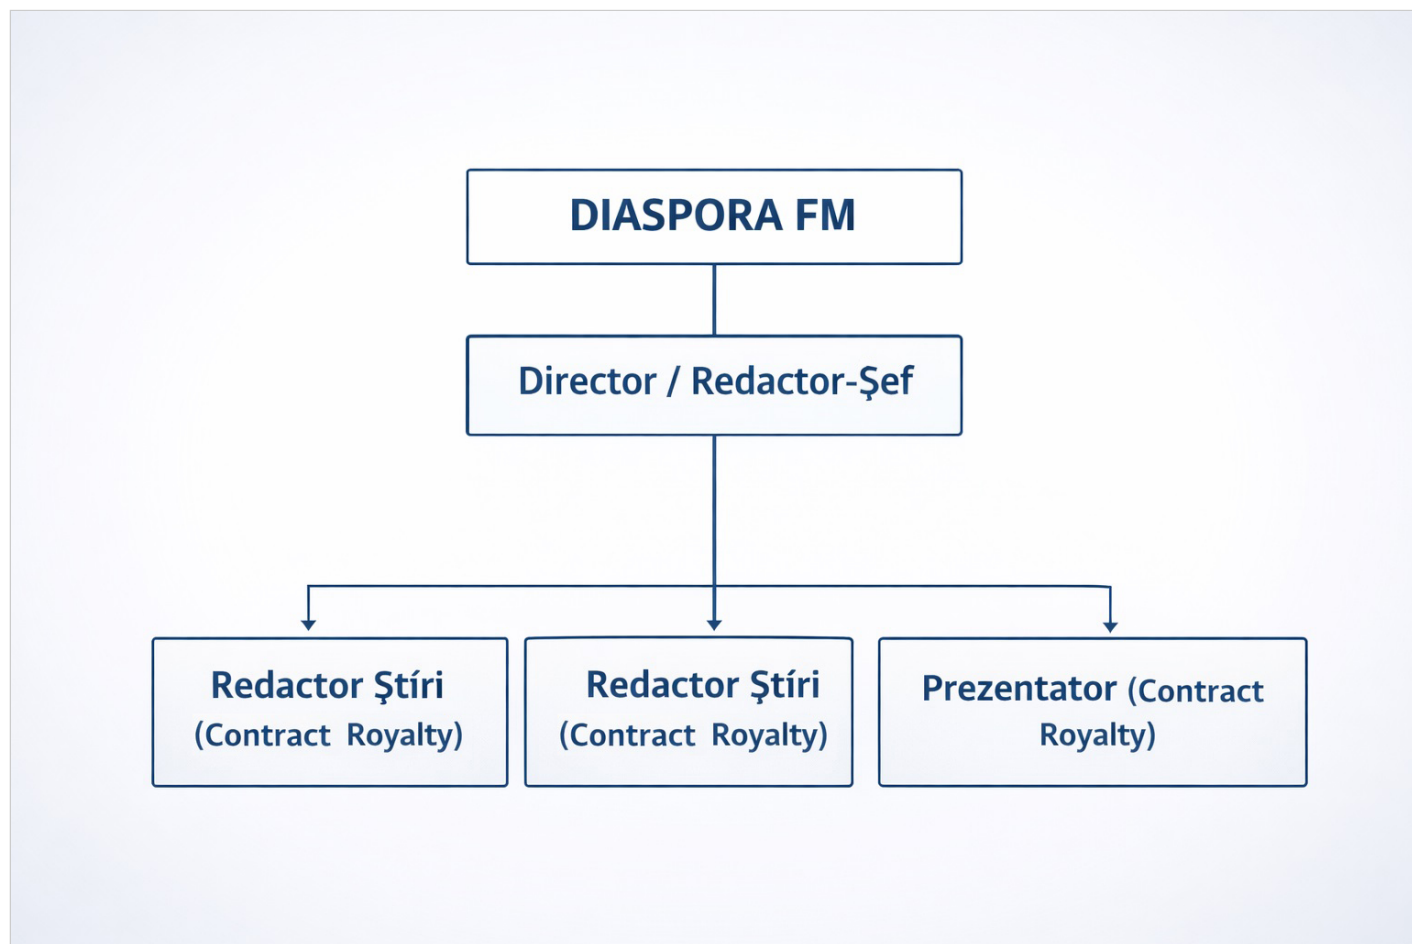 DIASPORA FM
Director / Redactor-Şef
Redactor Ştíri
(Contract Royalty)
Redactor Ştíri
(Contract Royalty)
Prezentator (Contract
Royalty)